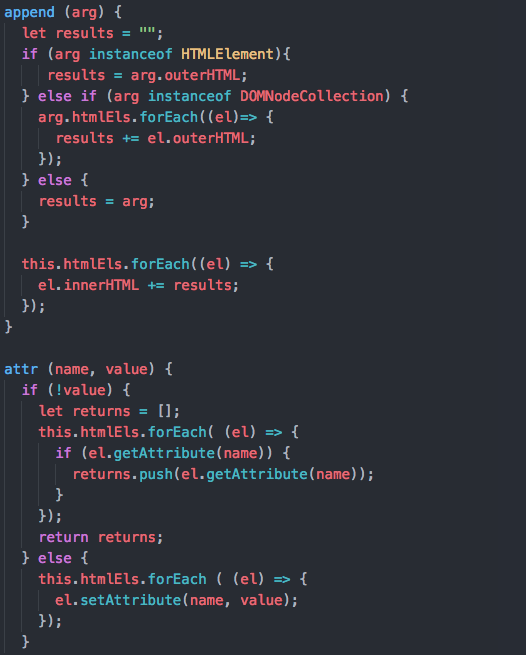 append (arg) {
  let results = "";
  if (arg instanceof HTMLElement){
     results = arg.outerHTML;
  } else if (arg instanceof DOMNodeCollection) {
    arg.htmlEls.forEach((el)=> {
      results += el.outerHTML;
    });
  } else {
    results = arg;
  }

  this.htmlEls.forEach((el) => {
    el.innerHTML += results;
  });
}

attr (name, value) {
  if (!value) {
    let returns = [];
    this.htmlEls.forEach( (el) => {
      if (el.getAttribute(name)) {
        returns.push(el.getAttribute(name));
      }
    });
    return returns;
  } else {
    this.htmlEls.forEach ( (el) => {
      el.setAttribute(name, value);
    });
  }